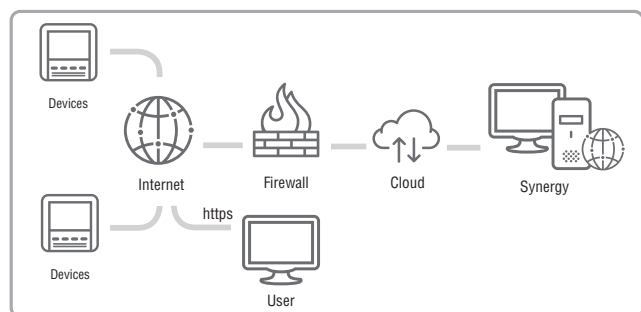 Devices
Internet
Firewall
Cloud
Synergy
https
Devices
User